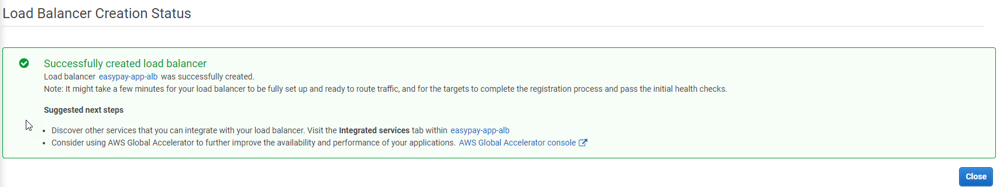 Load Balancer Creation Status
Successfully created load balancer
Load balancer easypay-app-alb was successfully created.
Note: It might take a few minutes for your load balancer to be fully set up and ready to route traffic, and for the targets to complete the registration process and pass the initial health checks.
Suggested next steps
• Discover other services that you can integrate with your load balancer. Visit the Integrated services tab within easypay-app-alb
• Consider using AWS Global Accelerator to further improve the availability and performance of your applications. AWS Global Accelerator console
Close